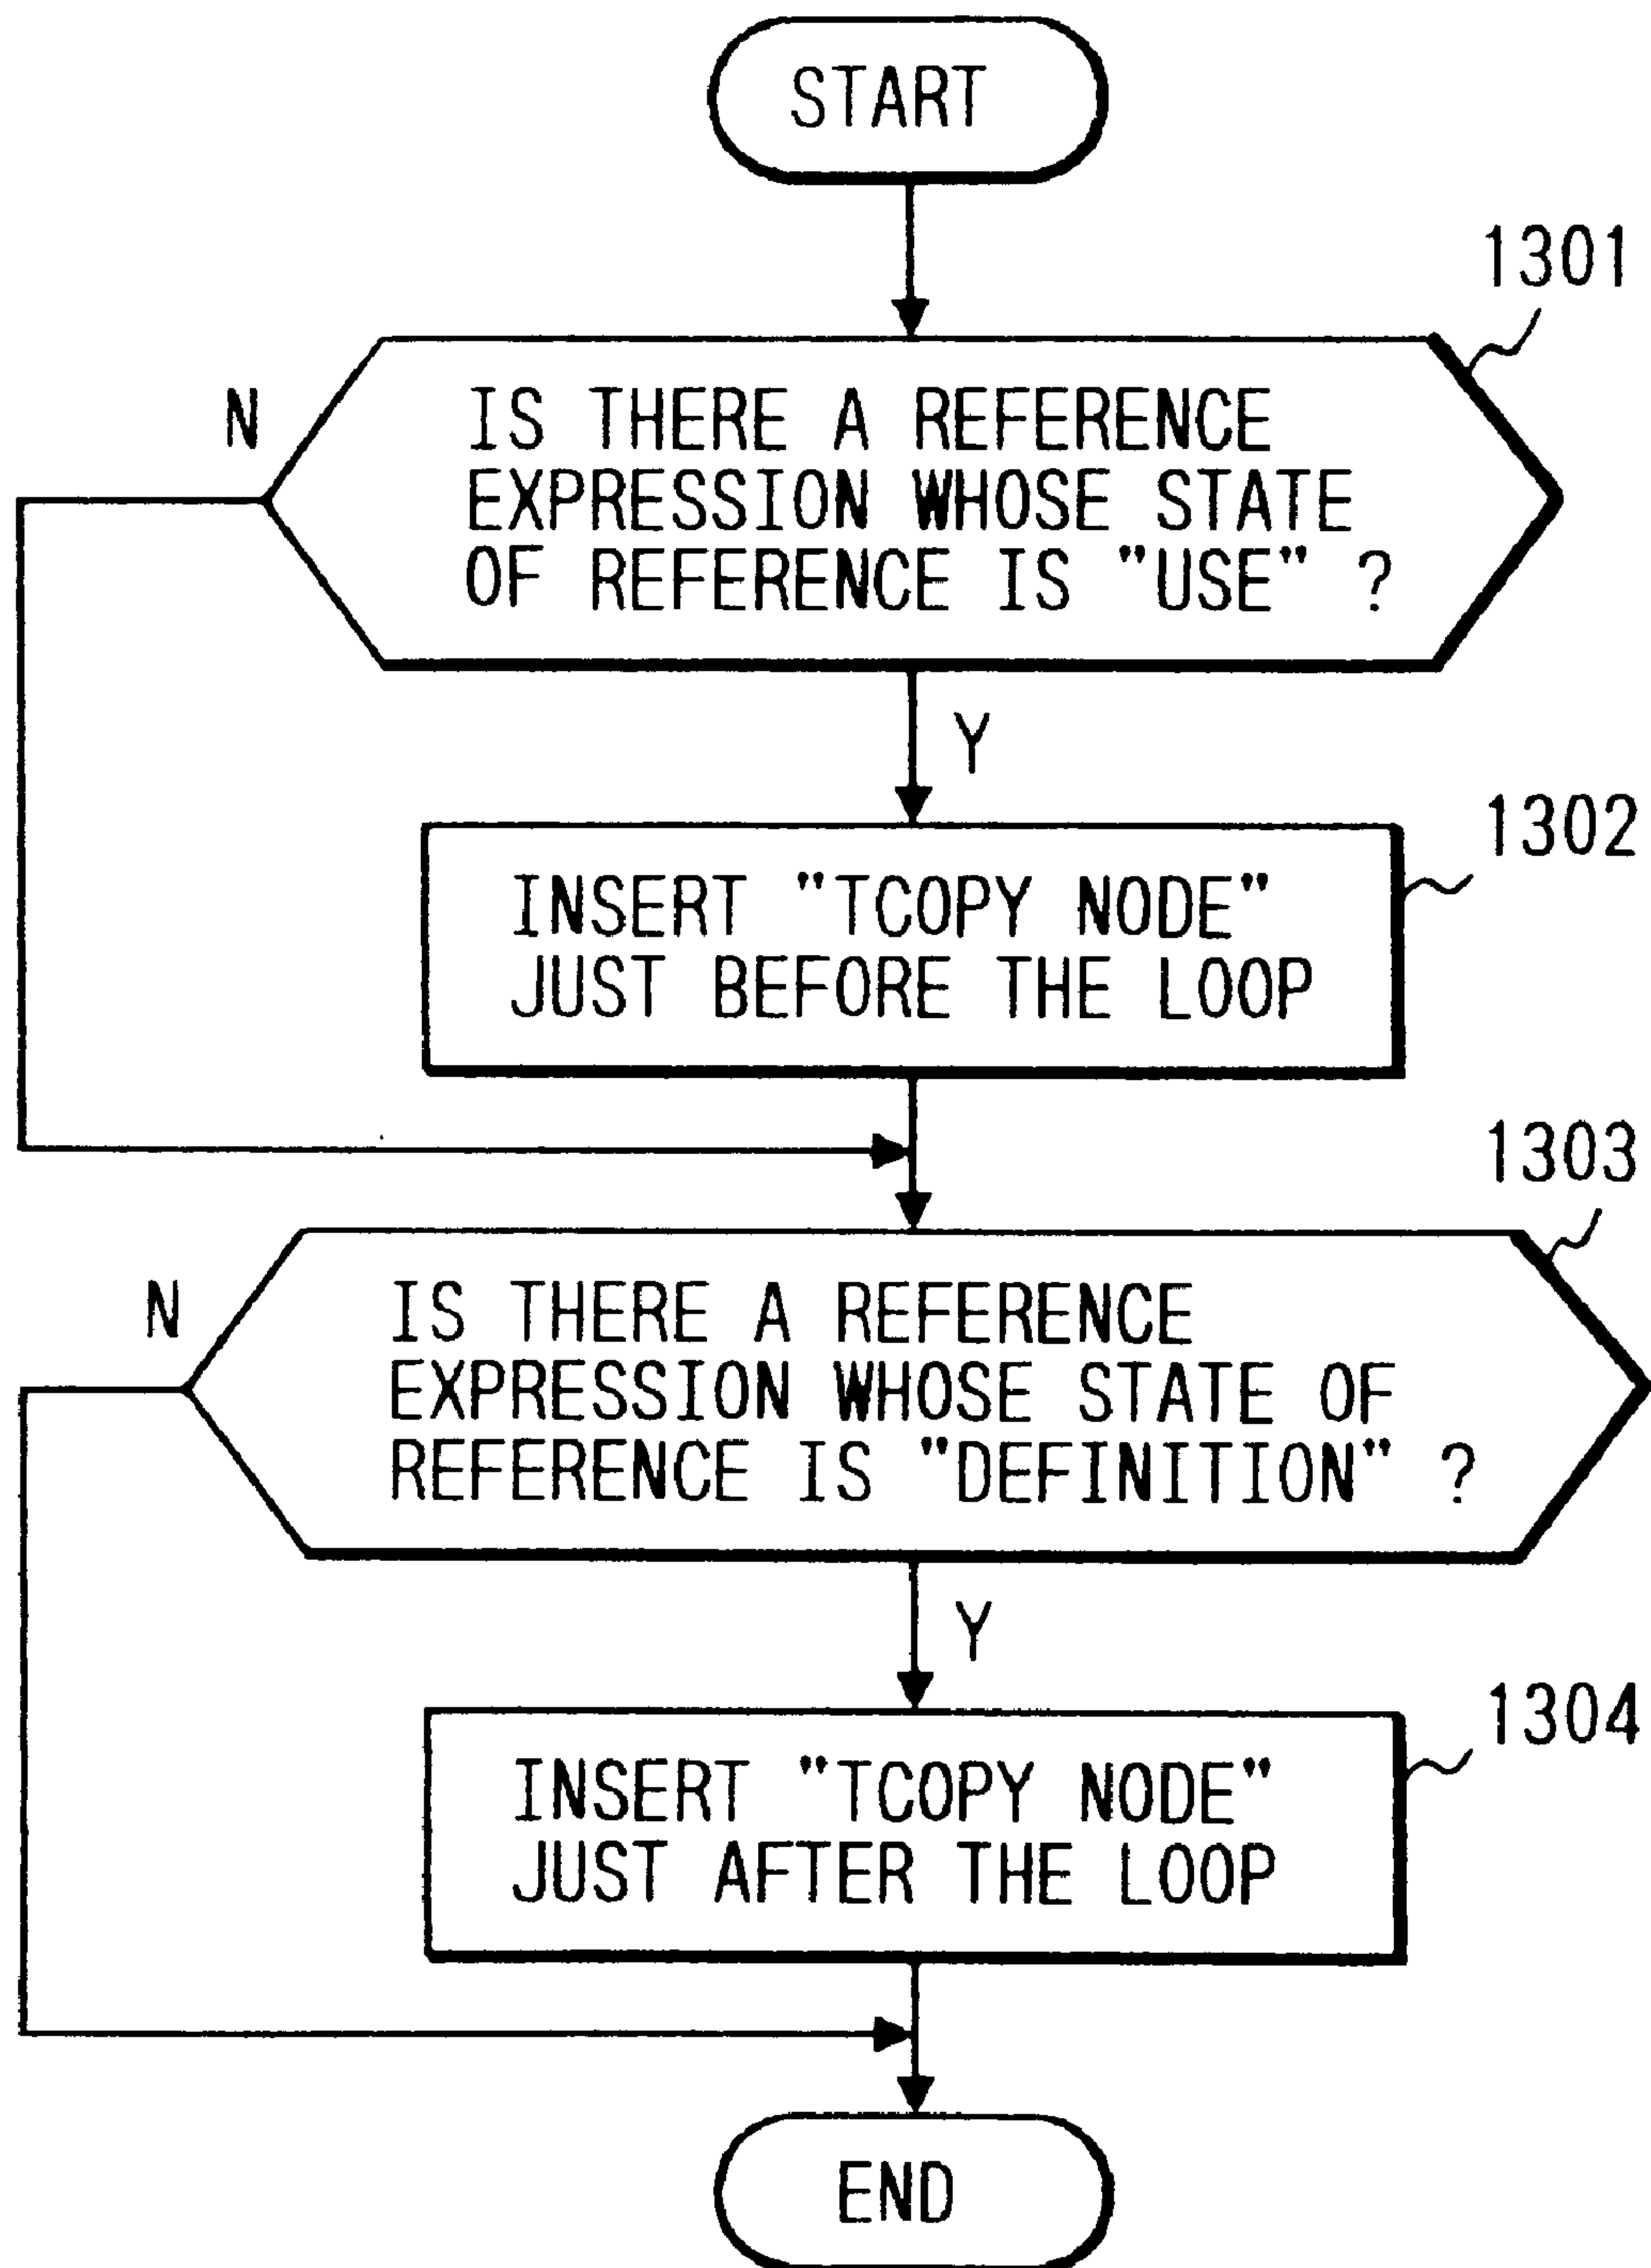 START
1301
N
IS THERE A REFERENCE
EXPRESSION WHOSE STATE
OF REFERENCE IS "USE" ?
Y
1302
INSERT "TCOPY NODE"
JUST BEFORE THE LOOP
1303
N
IS THERE A REFERENCE
EXPRESSION WHOSE STATE OF
REFERENCE IS "DEFINITION" ?
Y
1304
INSERT "TCOPY NODE"
JUST AFTER THE LOOP
END